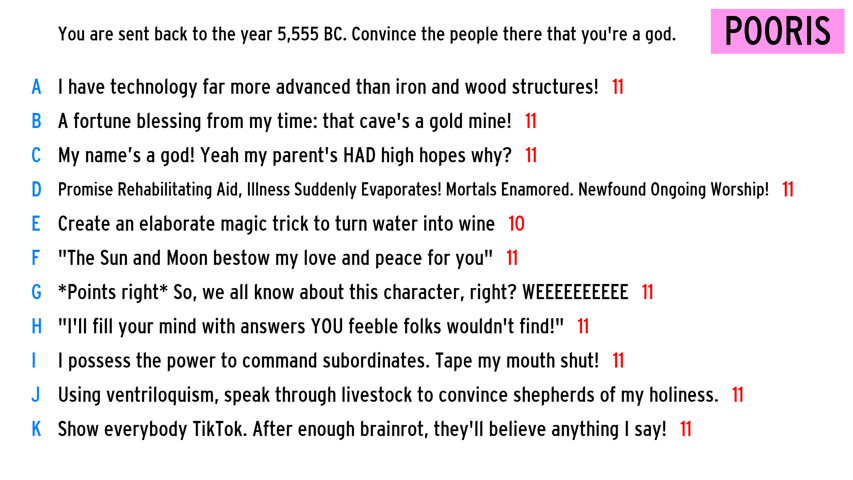 You are sent back to the year 5,555 BC. Convince the people there that you're a god. POORIS
A I have technology far more advanced than iron and wood structures! 11
B A fortune blessing from my time: that cave's a gold mine! 11
C My name’s a god! Yeah my parent's HAD high hopes why? 11
D Promise Rehabilitating Aid, Illness Suddenly Evaporates! Mortals Enamored. Newfound Ongoing Worship! 11
E Create an elaborate magic trick to turn water into wine 10
F "The Sun and Moon bestow my love and peace for you" 11
G *Points right* So, we all know about this character, right? WEEEEEEEEEE 11
H "I'll fill your mind with answers YOU feeble folks wouldn't find!" 11
I I possess the power to command subordinates. Tape my mouth shut! 11
J Using ventriloquism, speak through livestock to convince shepherds of my holiness. 11
K Show everybody TikTok. After enough brainrot, they'll believe anything I say! 11